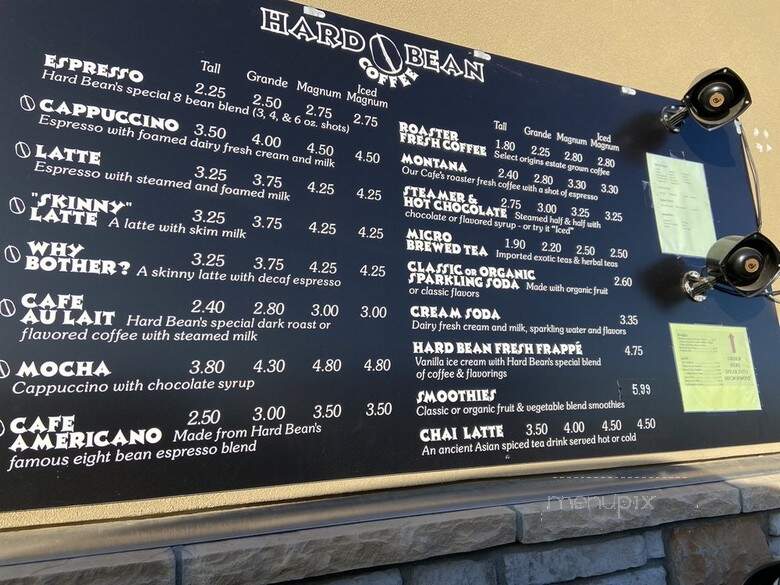 HARD BEAN
COFFEE
Tall Grande Magnum Iced Magnum
ESPRESSO 2.25 2.50 2.75 2.75
Hard Bean's special 8 bean blend (3, 4, & 6 oz. shots)
CAPPUCCINO 3.50 4.00 4.50 4.50
Espresso with foamed dairy fresh cream and milk
LATTE 3.25 3.75 4.25 4.25
Espresso with steamed and foamed milk
"SKINNY"
LATTE A latte with skim milk 3.25 3.75 4.25 4.25
WHY
BOTHER? A skinny latte with decaf espresso 3.25 3.75 4.25 4.25
CAFE
AU LAIT Hard Bean's special dark roast or 2.40 2.80 3.00 3.00
flavored coffee with steamed milk
MOCHA 3.80 4.30 4.80 4.80
Cappuccino with chocolate syrup
CAFE 2.50 3.00 3.50 3.50
AMERICANO Made from Hard Bean's
famous eight bean espresso blend
Tall Grande Magnum Iced Magnum
ROASTER
FRESH COFFEE 1.80 2.25 2.80 2.80
Select origins estate grown coffee
MONTANA 2.40 2.80 3.30 3.30
Our Cafe's roaster fresh coffee with a shot of espresso
STEAMER &
HOT CHOCOLATE 2.75 3.00 3.25 3.25
Steamed half & half with
chocolate or flavored syrup - or try it "Iced"
MICRO
BREWED TEA 1.90 2.20 2.50 2.50
Imported exotic teas & herbal teas
CLASSIC OR ORGANIC
SPARKLING SODA Made with organic fruit 2.60
or classic flavors
CREAM SODA 3.35
Dairy fresh cream and milk, sparkling water and flavors
HARD BEAN FRESH FRAPPÉ 4.75
Vanilla ice cream with Hard Bean's special blend
of coffee & flavorings
SMOOTHIES 5.99
Classic or organic fruit & vegetable blend smoothies
CHAI LATTE 3.50 4.00 4.50 4.50
An ancient Asian spiced tea drink served hot or cold
menupix